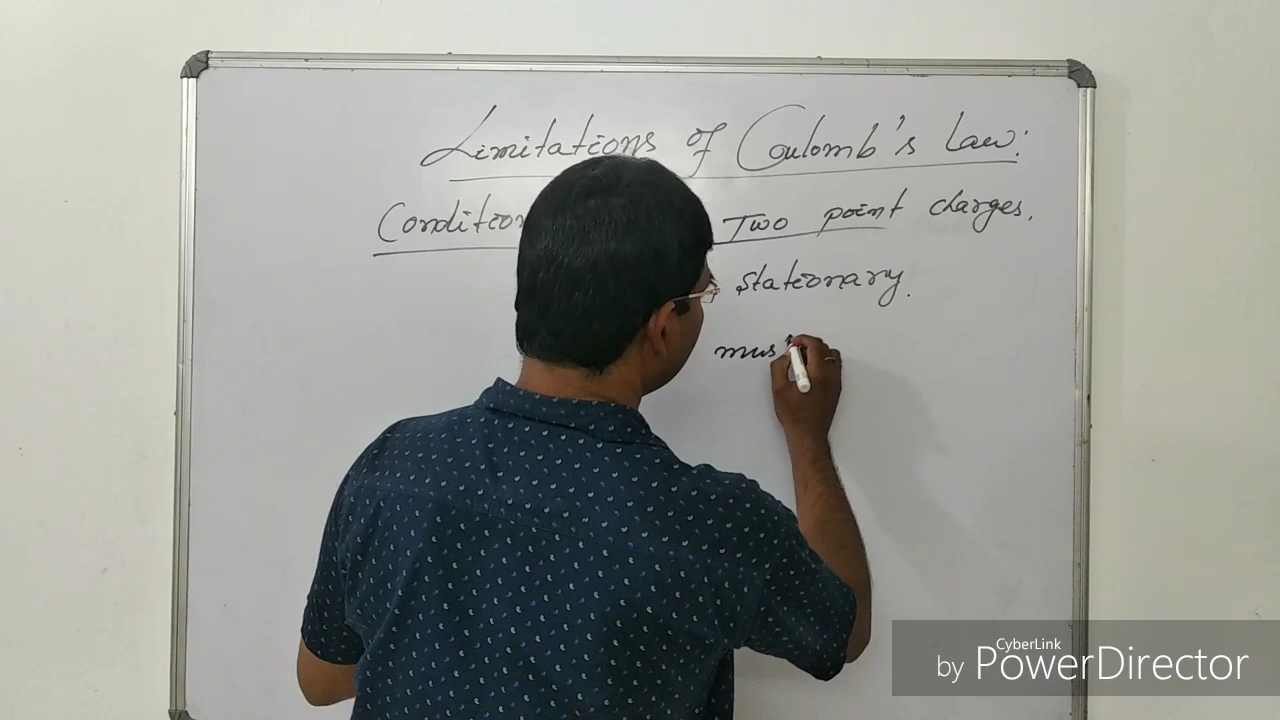 Limitations of Coulomb's Law:
Two point charges.
stationary.
CyberLink
by PowerDirector